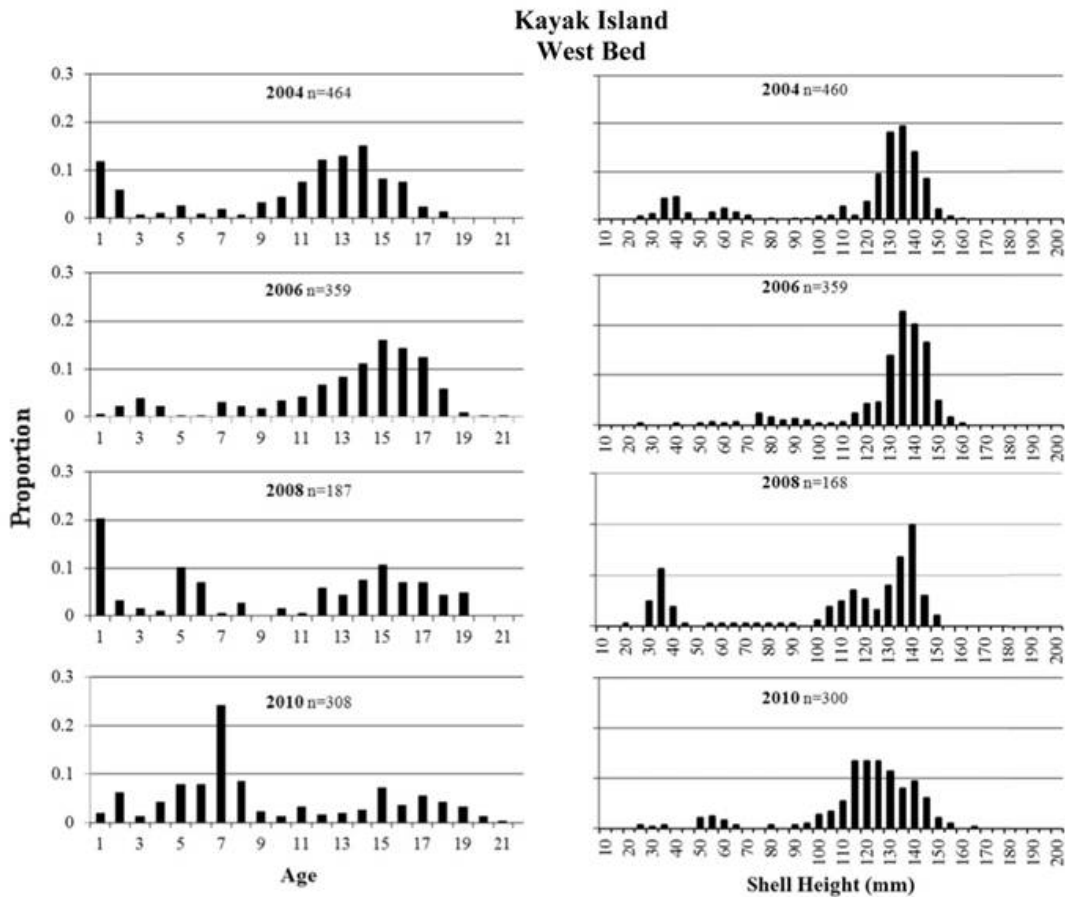 Kayak Island
West Bed
Proportion
2004 n=464
0.3
0.2
0.1
0
1 3 5 7 9 11 13 15 17 19 21
2004 n=460
10 20 30 40 50 60 70 80 90 100 110 120 130 140 150 160 170 180 190 200
2006 n=359
0.3
0.2
0.1
0
1 3 5 7 9 11 13 15 17 19 21
2006 n=359
10 20 30 40 50 60 70 80 90 100 110 120 130 140 150 160 170 180 190 200
2008 n=187
0.3
0.2
0.1
0
1 3 5 7 9 11 13 15 17 19 21
2008 n=168
10 20 30 40 50 60 70 80 90 100 110 120 130 140 150 160 170 180 190 200
2010 n=308
0.3
0.2
0.1
0
1 3 5 7 9 11 13 15 17 19 21
2010 n=300
10 20 30 40 50 60 70 80 90 100 110 120 130 140 150 160 170 180 190 200
Age
Shell Height (mm)